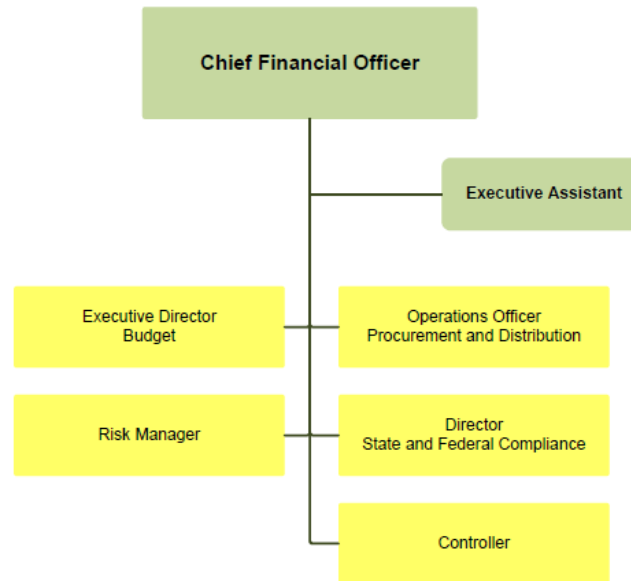 Chief Financial Officer
Executive Assistant
Executive Director
Budget
Operations Officer
Procurement and Distribution
Risk Manager
Director
State and Federal Compliance
Controller